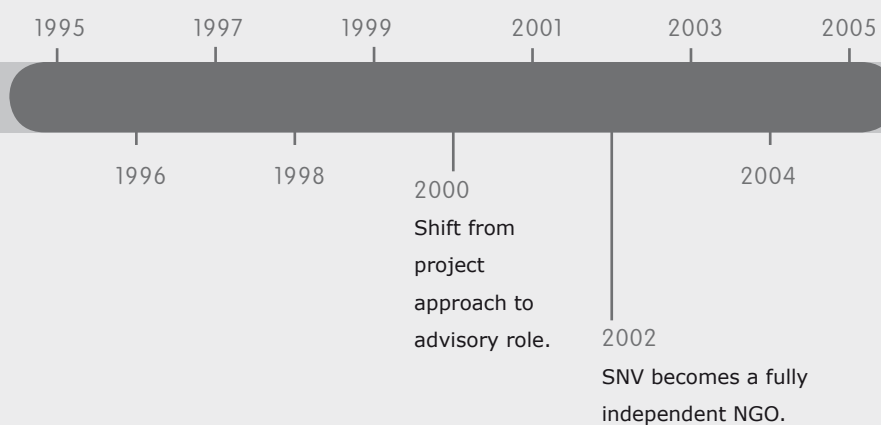 1995 1997 1999 2001 2003 2005
1996 1998 2000 2004
Shift from
project
approach to
advisory role.
2002
SNV becomes a fully
independent NGO.